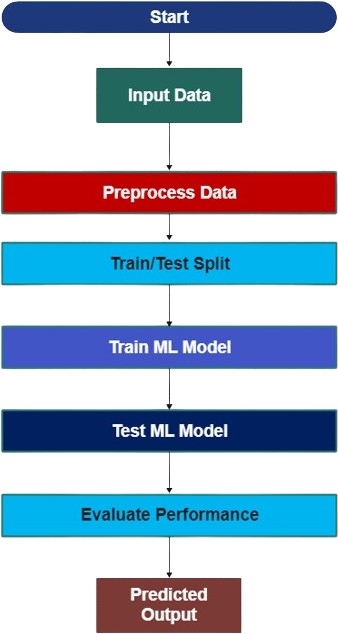 Start
Input Data
Preprocess Data
Train/Test Split
Train ML Model
Test ML Model
Evaluate Performance
Predicted
Output